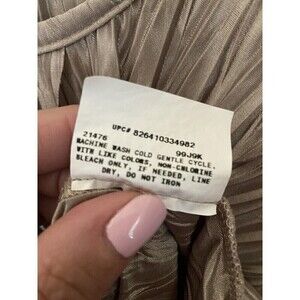 UPC# 826410334982
21476 99J9K
MACHINE WASH COLD GENTLE CYCLE,
WITH LIKE COLORS, NON-CHLORINE
BLEACH ONLY, IF NEEDED, LINE
DRY, DO NOT IRON